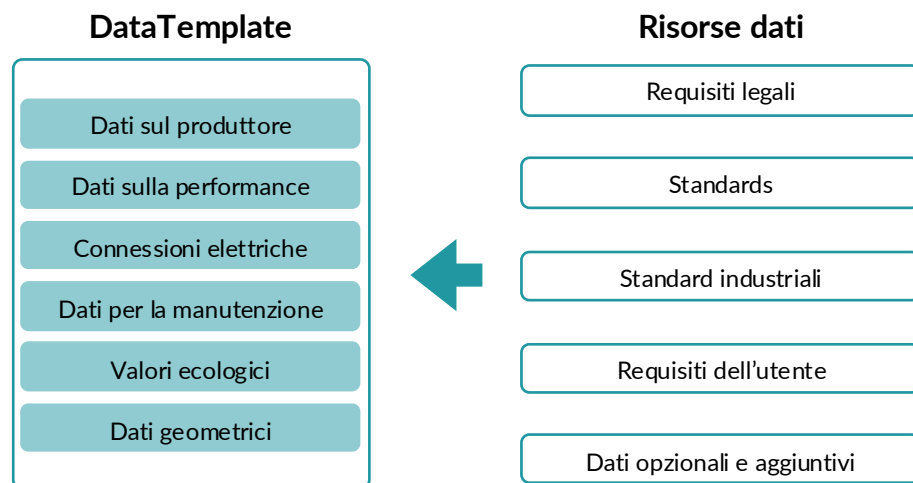 DataTemplate
Dati sul produttore
Dati sulla performance
Connessioni elettriche
Dati per la manutenzione
Valori ecologici
Dati geometrici
Risorse dati
Requisiti legali
Standards
Standard industriali
Requisiti dell’utente
Dati opzionali e aggiuntivi